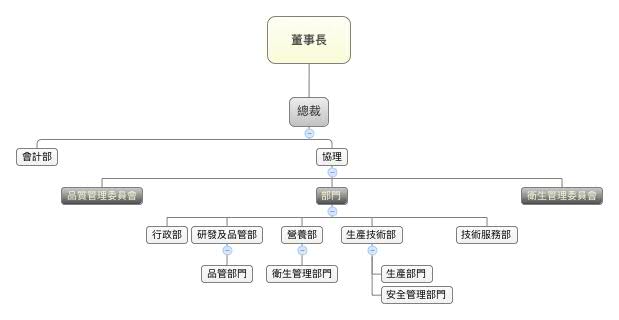 董事長
總裁
會計部
協理
品質管理委員會
部門
衛生管理委員會
行政部
研發及品管部
營養部
生產技術部
技術服務部
品管部門
衛生管理部門
生產部門
安全管理部門